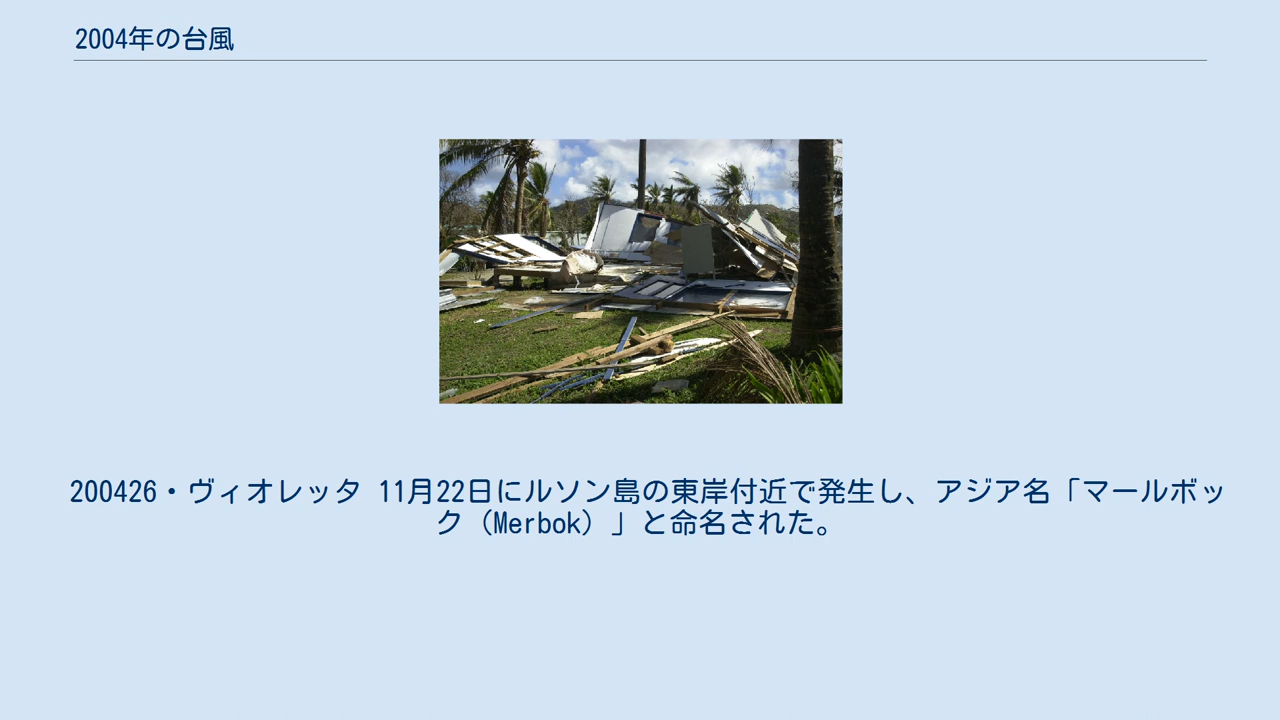 2004年の台風
200426・ヴィオレッタ 11月22日にルソン島の東岸付近で発生し、アジア名「マールボッ
ク（Merbok）」と命名された。